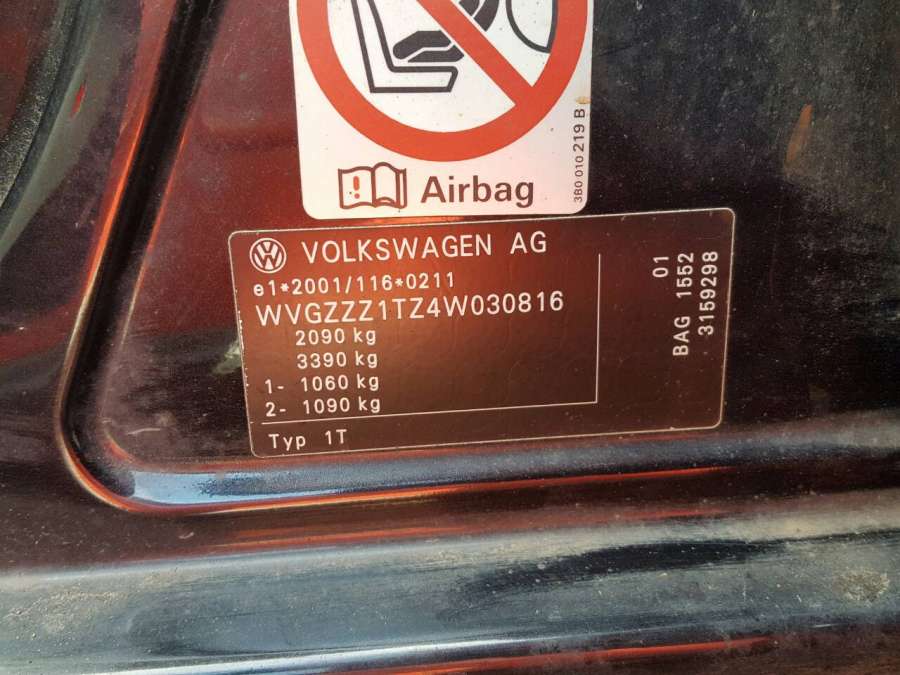 Airbag
3B0 010 219 B
VOLKSWAGEN AG
e1*2001/116*0211
WVGZZZ1TZ4W030816
2090 kg
3390 kg
1- 1060 kg
2- 1090 kg
Typ 1T
01
BAG 1552
3159298